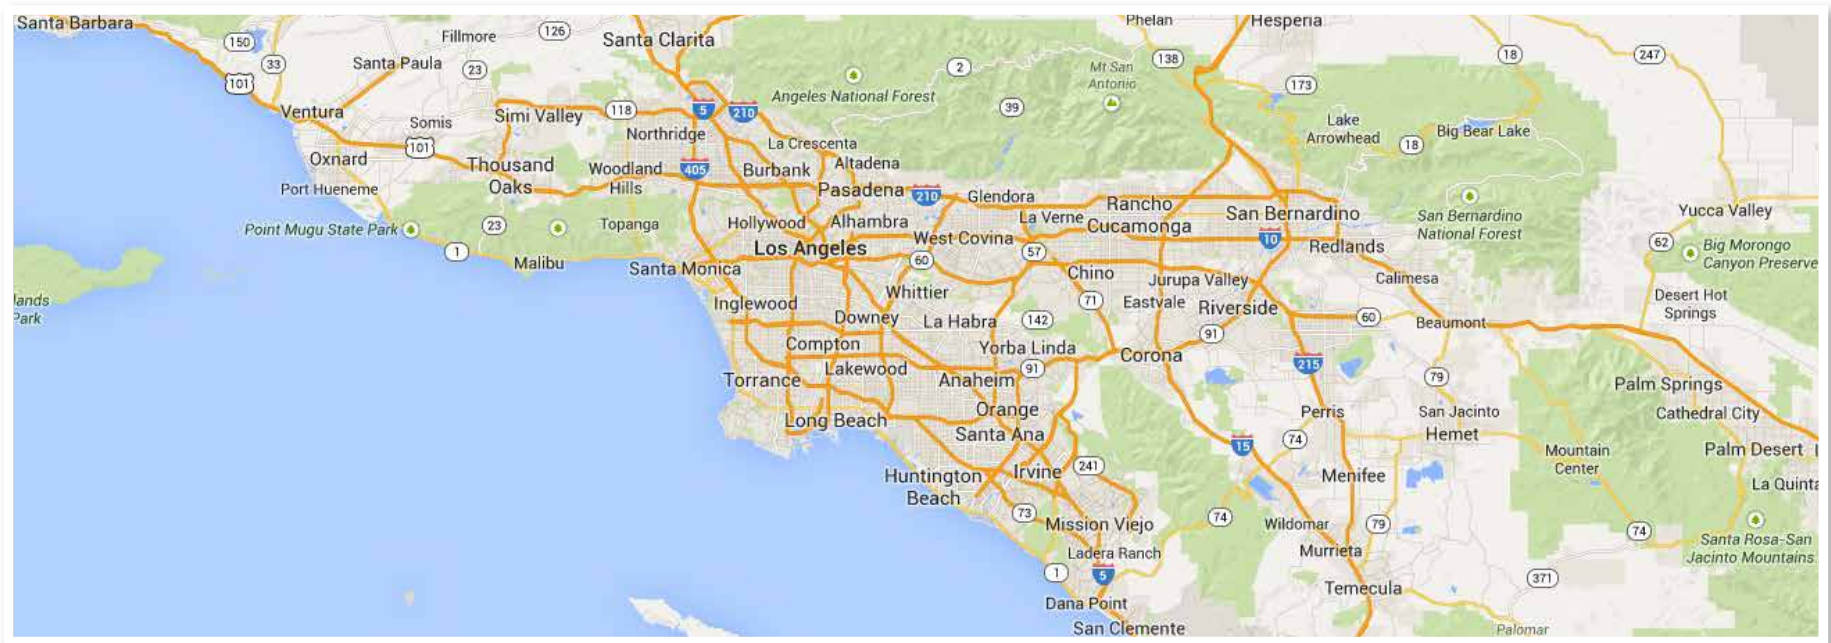 Santa Barbara
150
33
101
Fillmore
126
Santa Paula
23
Santa Clarita
Phelan
Hesperia
138
18
247
2
Mt San
Antonio
173
Angeles National Forest
39
Ventura
Somis
Simi Valley
118
5
210
Northridge
La Crescenta
Lake
Arrowhead
18
Big Bear Lake
Oxnard
101
Thousand
Oaks
Woodland
Hills
405
Burbank
Altadena
Port Hueneme
Pasadena
210
Glendora
La Verne
Rancho
Cucamonga
San Bernardino
San Bernardino
National Forest
Yucca Valley
Point Mugu State Park
23
Topanga
Hollywood
Alhambra
1
Malibu
Los Angeles
West Covina
57
10
Redlands
62
Big Morongo
Canyon Preserve
Santa Monica
60
Chino
Jurupa Valley
Calimesa
lands
Park
Inglewood
Whittier
71
Eastvale
Riverside
Desert Hot
Springs
Downey
La Habra
142
60
Beaumont
91
Compton
Yorba Linda
Corona
215
Torrance
Lakewood
Anaheim
91
79
Palm Springs
Long Beach
Orange
Perris
San Jacinto
Cathedral City
Santa Ana
15
74
Hemet
Mountain
Center
Palm Desert
Huntington
Beach
Irvine
241
Menifee
La Quinta
73
Mission Viejo
74
Wildomar
79
74
Santa Rosa-San
Jacinto Mountains
Ladera Ranch
Murrieta
1
5
371
Temecula
Dana Point
San Clemente
Palomar